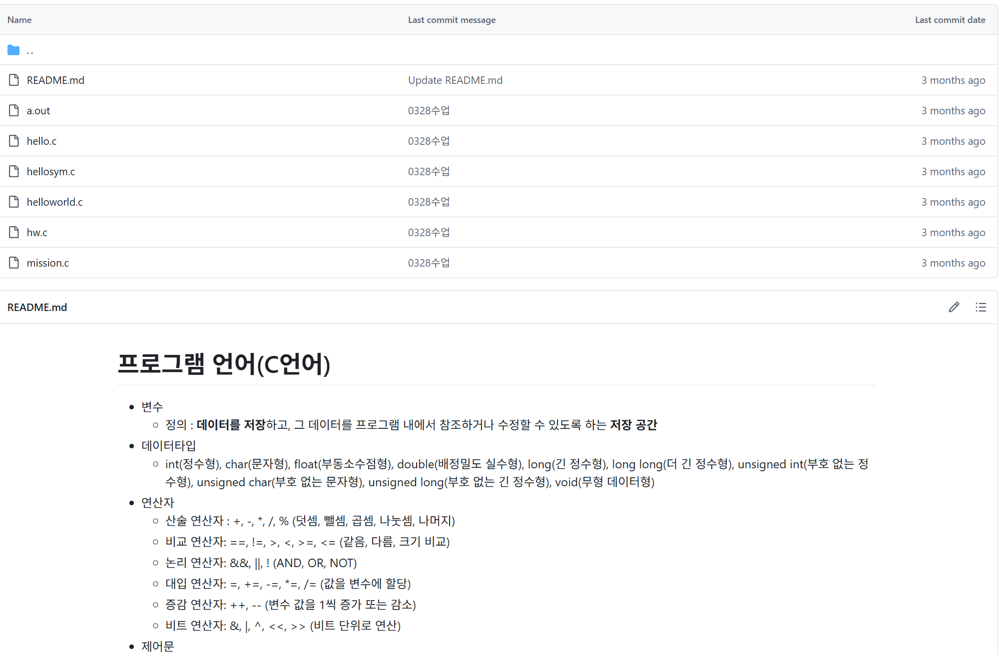 Name Last commit message Last commit date
..
README.md Update README.md 3 months ago
a.out 0328수업 3 months ago
hello.c 0328수업 3 months ago
hellosym.c 0328수업 3 months ago
helloworld.c 0328수업 3 months ago
hw.c 0328수업 3 months ago
mission.c 0328수업 3 months ago
README.md
프로그램 언어(C언어)
• 변수
◦ 정의 : 데이터를 저장하고, 그 데이터를 프로그램 내에서 참조하거나 수정할 수 있도록 하는 저장 공간
• 데이터타입
◦ int(정수형), char(문자형), float(부동소수점형), double(배정밀도 실수형), long(긴 정수형), long long(더 긴 정수형), unsigned int(부호 없는 정
수형), unsigned char(부호 없는 문자형), unsigned long(부호 없는 긴 정수형), void(무형 데이터형)
• 연산자
◦ 산술 연산자 : +, -, *, /, % (덧셈, 뺄셈, 곱셈, 나눗셈, 나머지)
◦ 비교 연산자: ==, !=, >, <, >=, <= (같음, 다름, 크기 비교)
◦ 논리 연산자: &&, ||, ! (AND, OR, NOT)
◦ 대입 연산자: =, +=, -=, *=, /= (값을 변수에 할당)
◦ 증감 연산자: ++, -- (변수 값을 1씩 증가 또는 감소)
◦ 비트 연산자: &, |, ^, <<, >> (비트 단위로 연산)
• 제어문